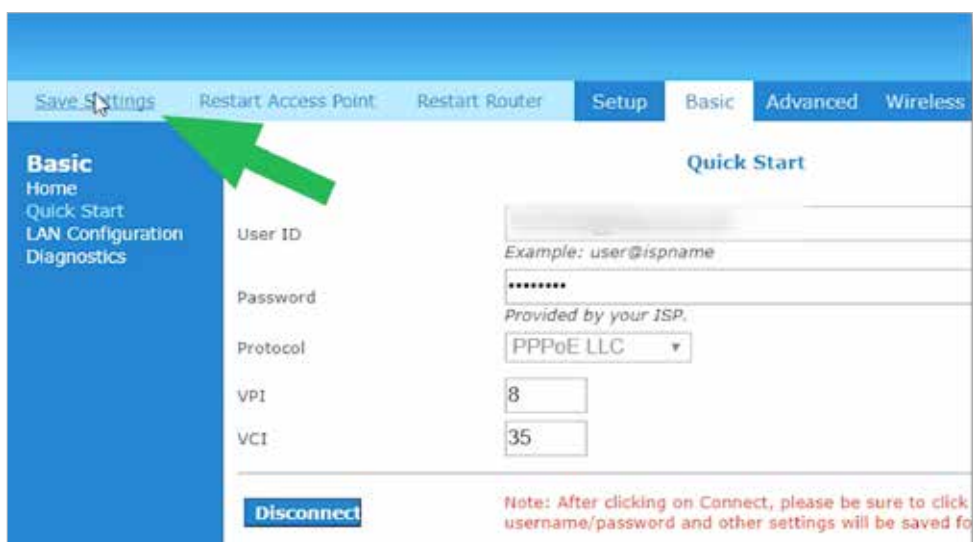 Save Settings Restart Access Point Restart Router Setup Basic Advanced Wireless
Basic
Home
Quick Start
LAN Configuration
Diagnostics
Quick Start
User ID
Example: user@ispname
Password ••••••••
Provided by your ISP.
Protocol PPPoE LLC
VPI 8
VCI 35
Disconnect
Note: After clicking on Connect, please be sure to click
username/password and other settings will be saved fo